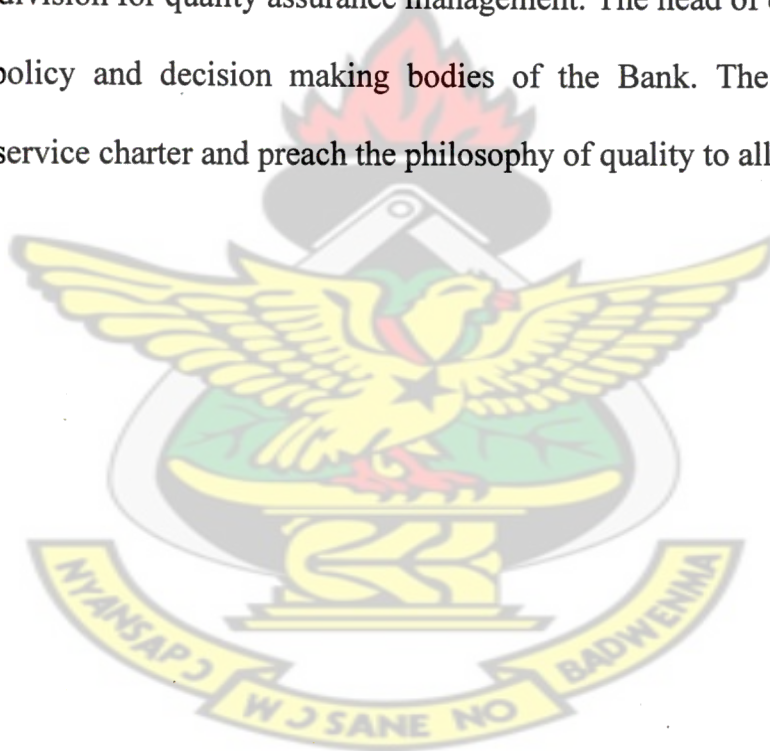 division for quality assurance management. The head of
policy and decision making bodies of the Bank. The
service charter and preach the philosophy of quality to all
NYANSAPƆ
WƆSANE NO
BADWENMA